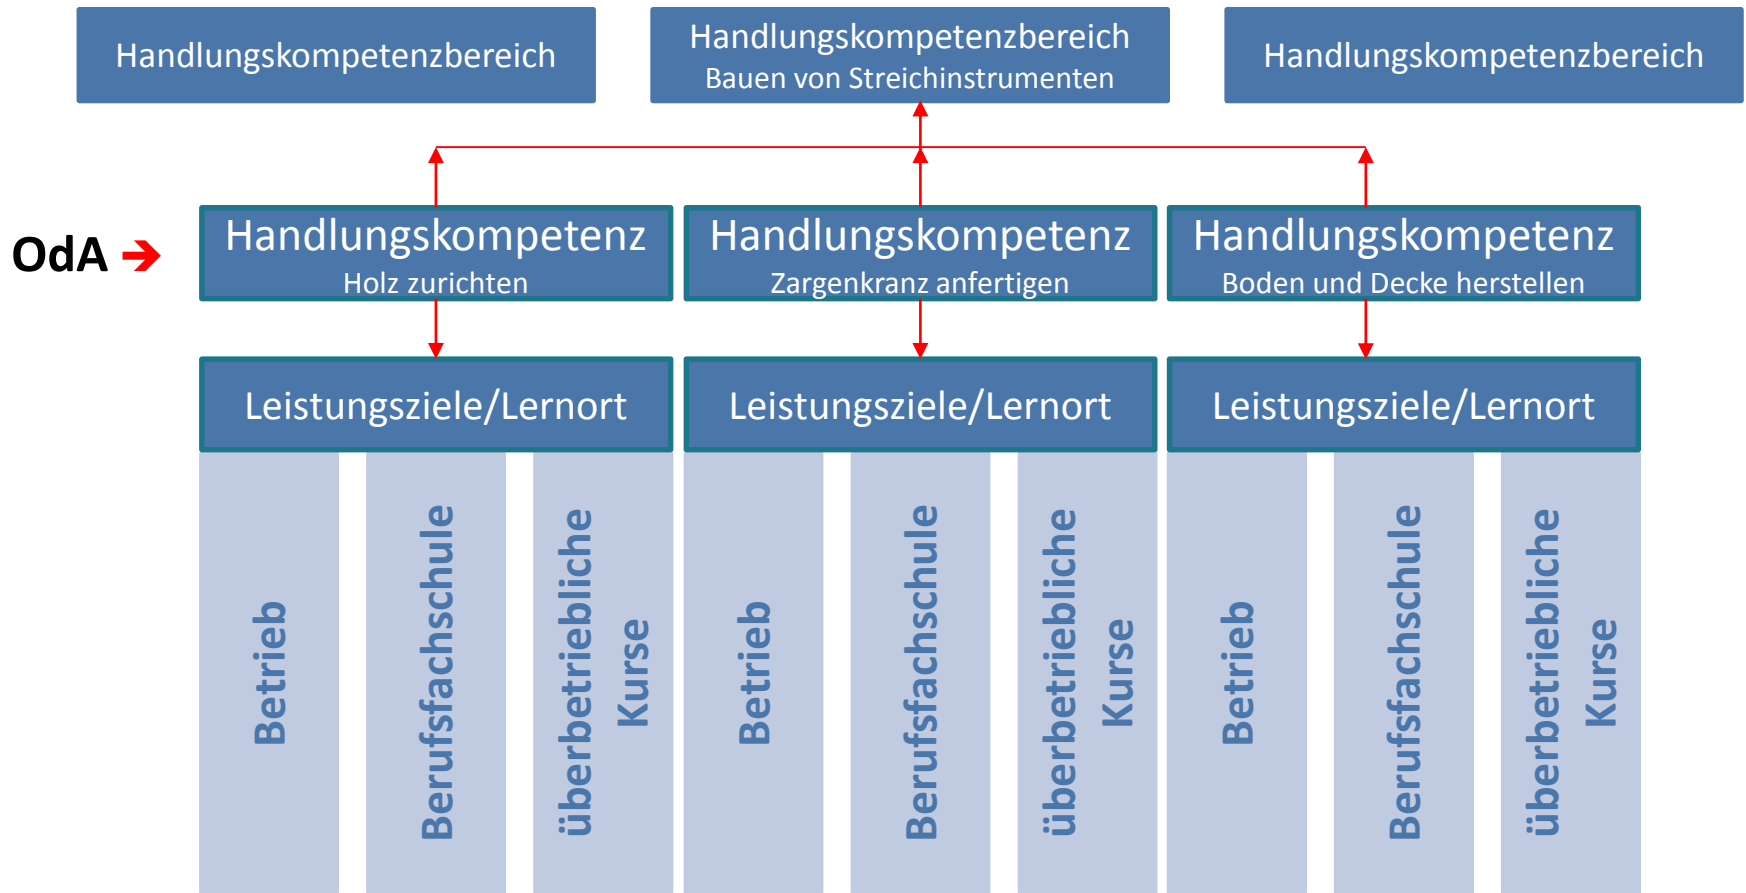 Handlungskompetenzbereich
Handlungskompetenzbereich
Bauen von Streichinstrumenten
Handlungskompetenzbereich
OdA ➔
Handlungskompetenz
Holz zurichten
Handlungskompetenz
Zargenkranz anfertigen
Handlungskompetenz
Boden und Decke herstellen
Leistungsziele/Lernort
Leistungsziele/Lernort
Leistungsziele/Lernort
Betrieb
Berufsfachschule
überbetriebliche
Kurse
Betrieb
Berufsfachschule
überbetriebliche
Kurse
Betrieb
Berufsfachschule
überbetriebliche
Kurse